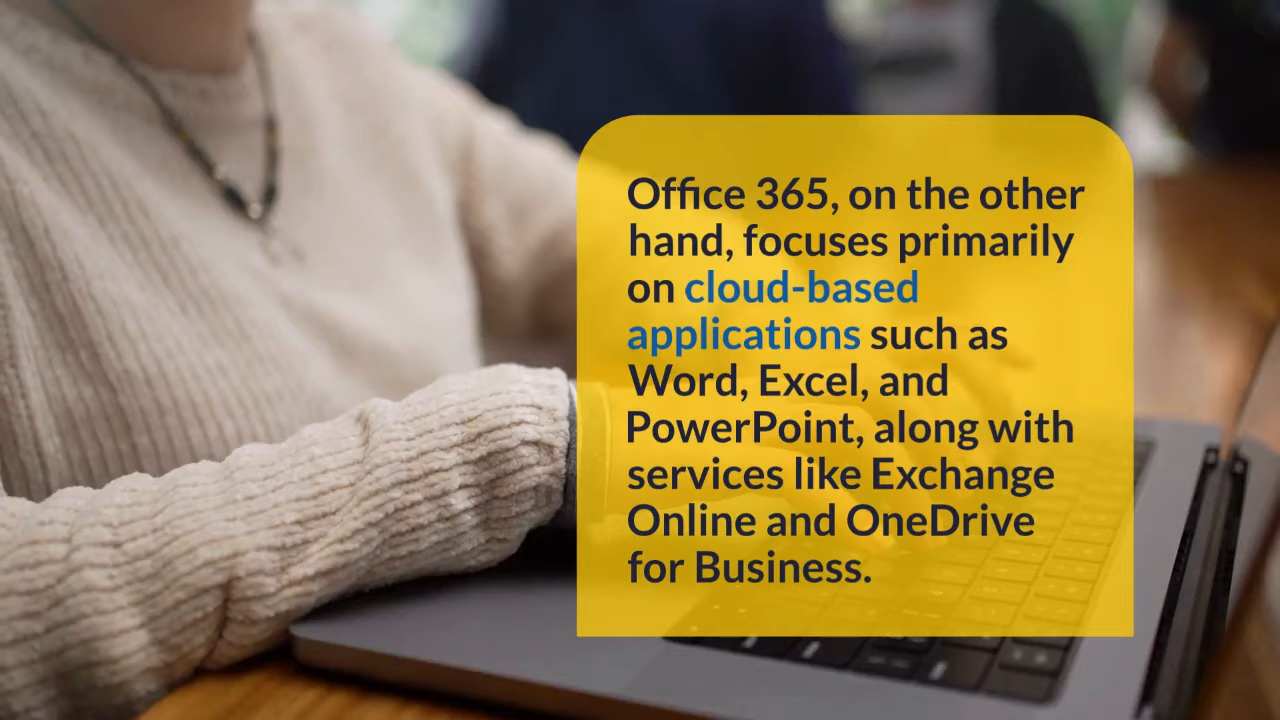 Office 365, on the other
hand, focuses primarily
on cloud-based
applications such as
Word, Excel, and
PowerPoint, along with
services like Exchange
Online and OneDrive
for Business.